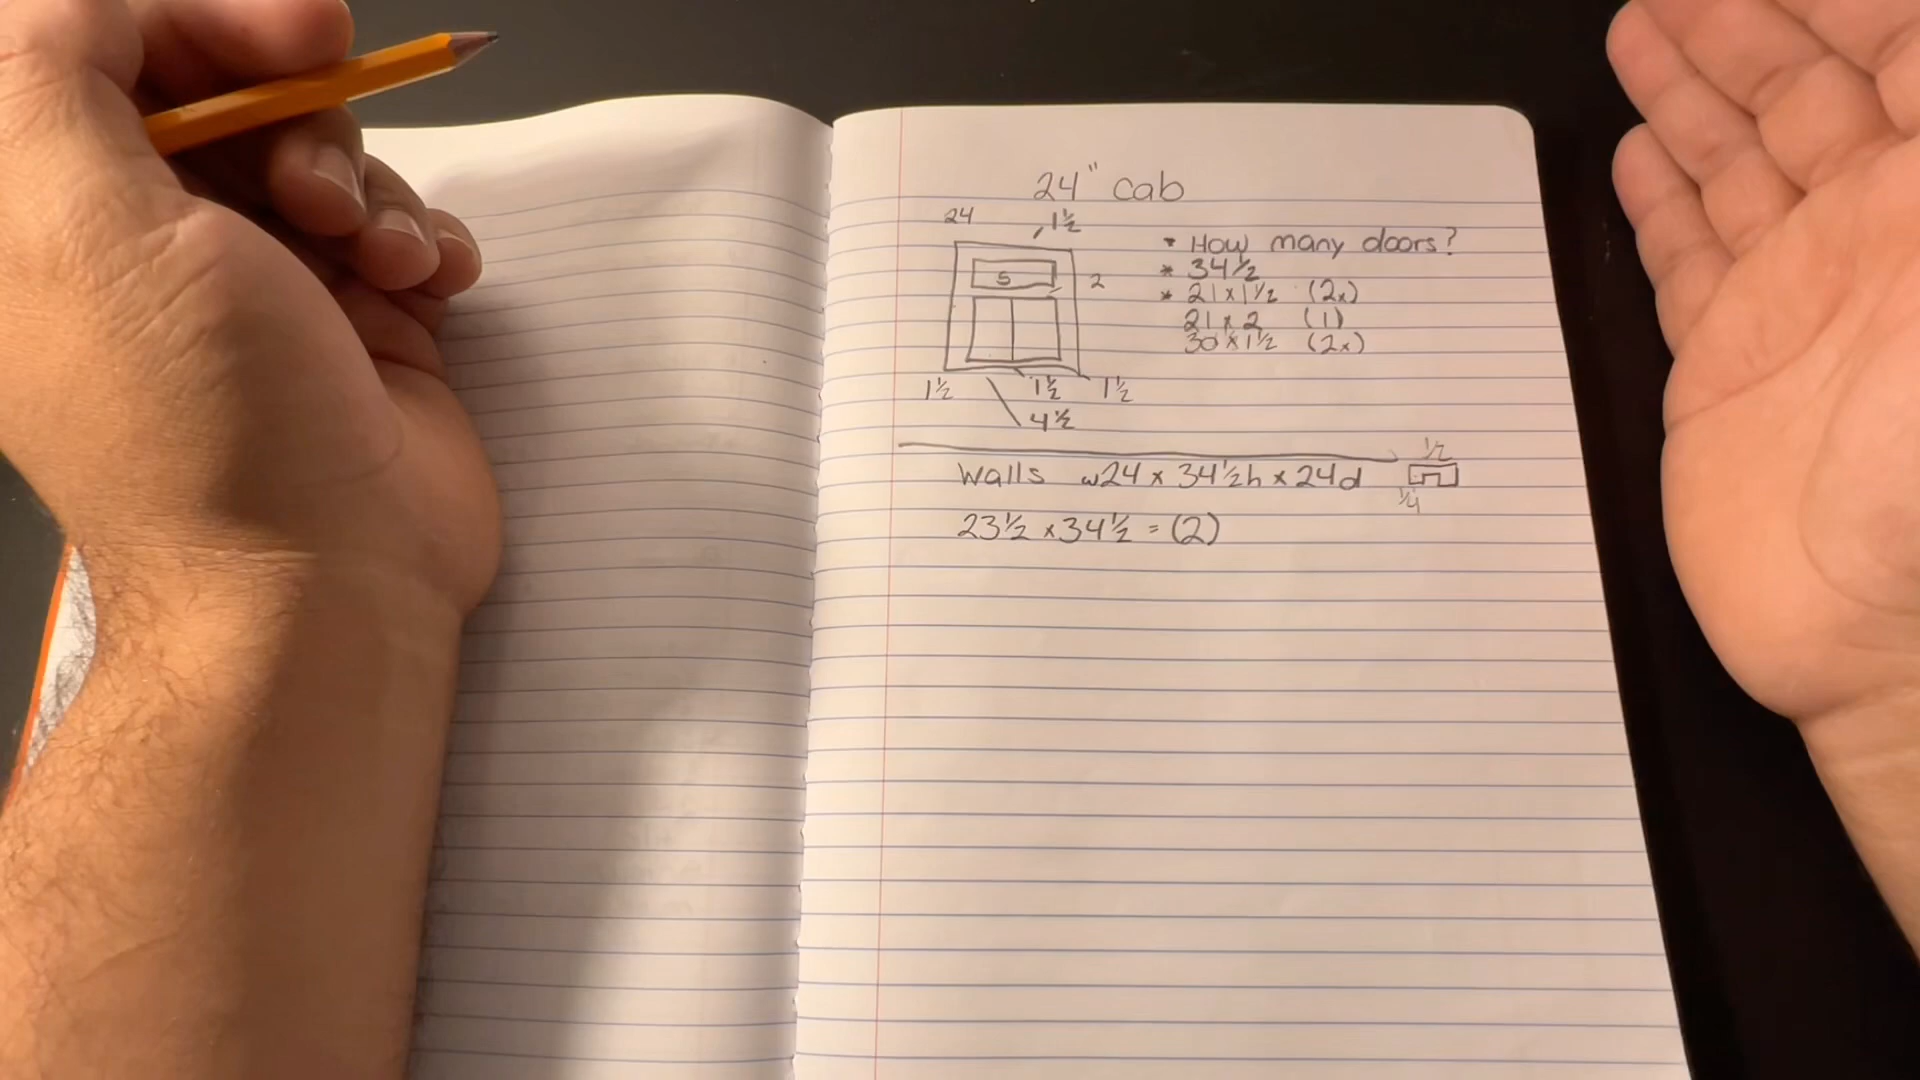 24" cab
24
1½
• How many doors?
* 34½
5
2
* 21 x 1½ (2x)
21 x 2 (1)
30 x 1½ (2x)
1½
1½
1½
4½
Walls w24 x 34½h x 24d
½
¼
23½ x 34½ = (2)